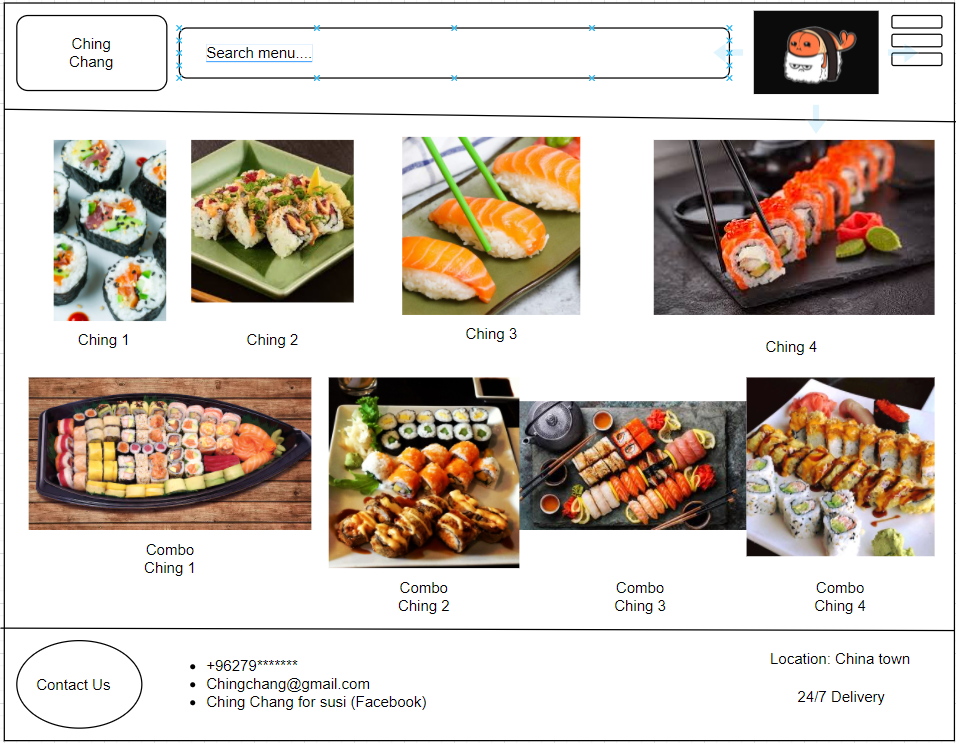 Ching
Chang
Search menu....
Ching 1
Ching 2
Ching 3
Ching 4
Combo
Ching 1
Combo
Ching 2
Combo
Ching 3
Combo
Ching 4
Contact Us
+96279*******
Chingchang@gmail.com
Ching Chang for susi (Facebook)
Location: China town
24/7 Delivery